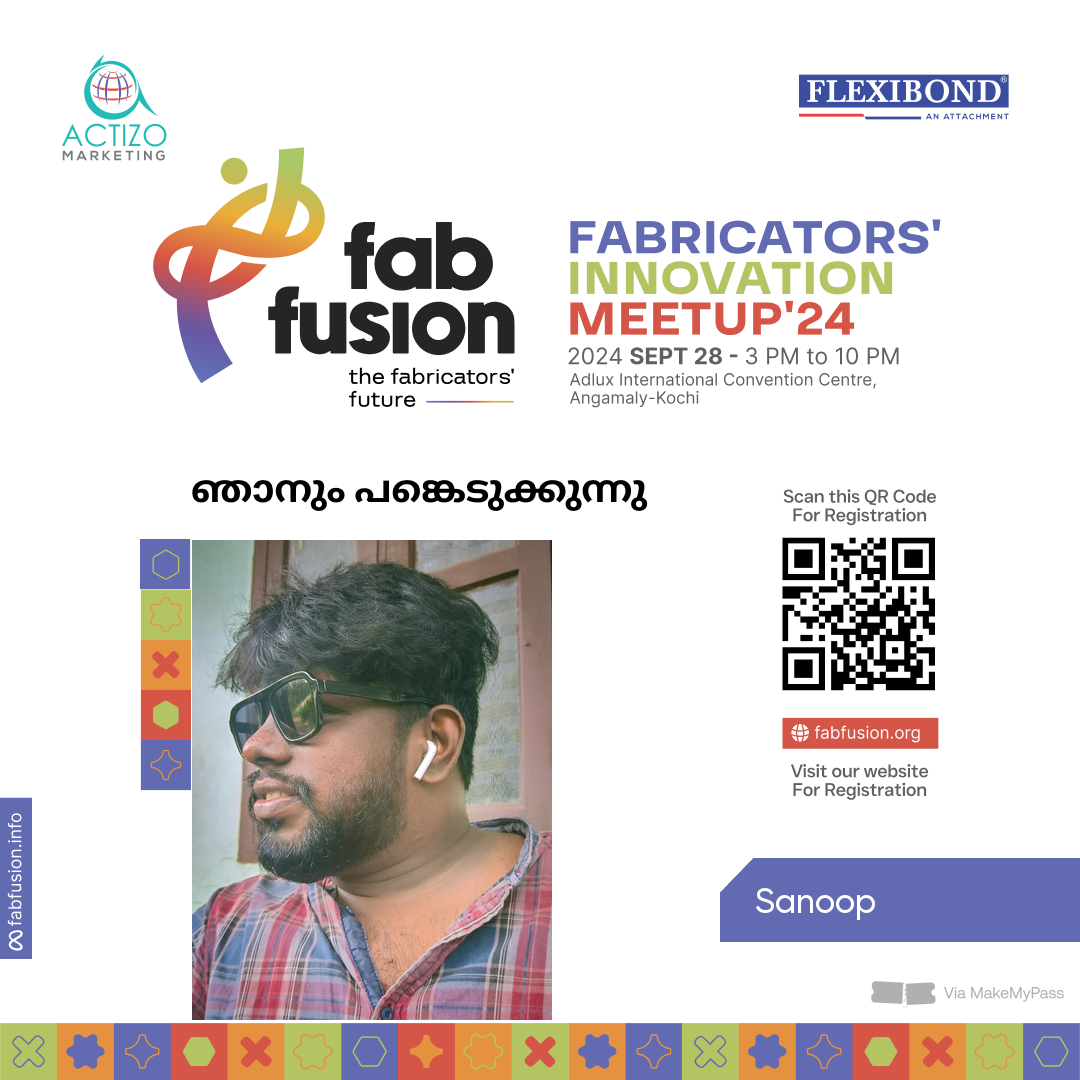 ACTIZO
MARKETING
FLEXIBOND®
AN ATTACHMENT
fab
fusion
the fabricators'
future
FABRICATORS'
INNOVATION
MEETUP'24
2024 SEPT 28 - 3 PM to 10 PM
Adlux International Convention Centre,
Angamaly-Kochi
ഞാനും പങ്കെടുക്കുന്നു
Scan this QR Code
For Registration
fabfusion.org
Visit our website
For Registration
fabfusion.info
Sanoop
Via MakeMyPass